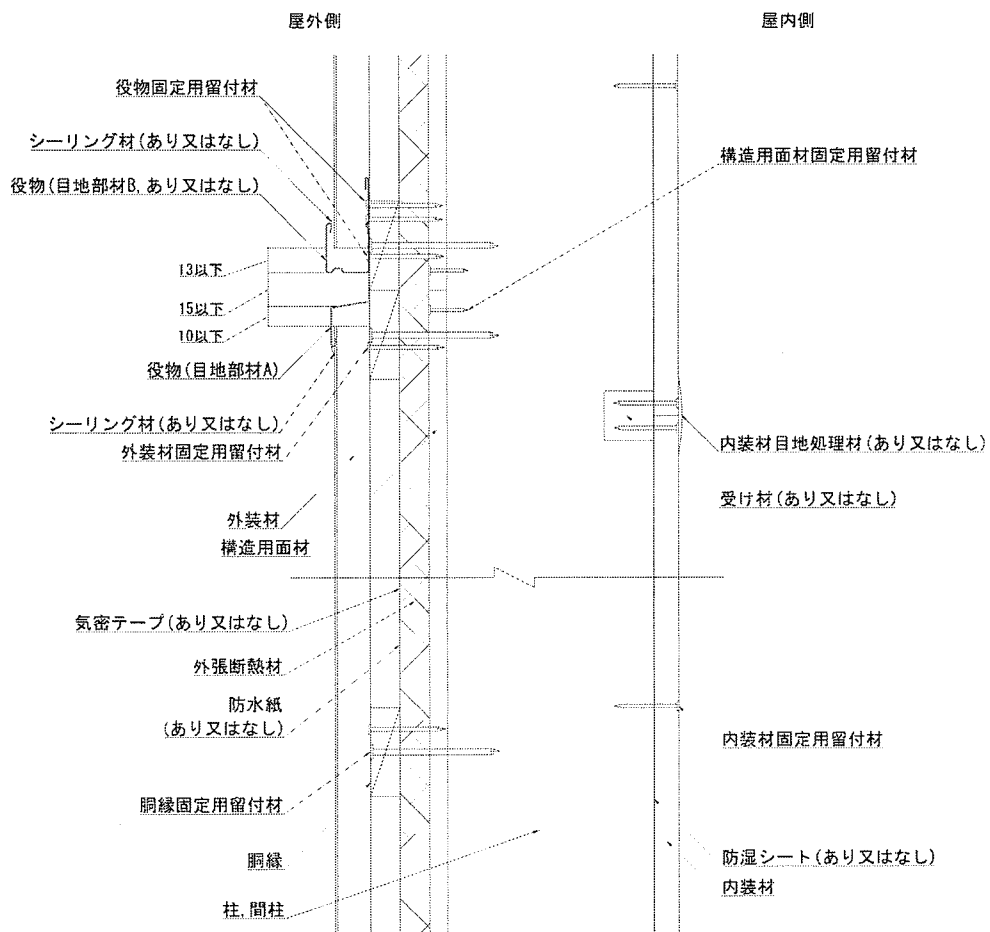 屋外側
屋内側
役物固定用留付材
シーリング材(あり又はなし)
役物(目地部材B, あり又はなし)
13以下
15以下
10以下
役物(目地部材A)
シーリング材(あり又はなし)
外装材固定用留付材
外装材
構造用面材
気密テープ(あり又はなし)
外張断熱材
防水紙
(あり又はなし)
胴縁固定用留付材
胴縁
柱, 間柱
構造用面材固定用留付材
内装材目地処理材(あり又はなし)
受け材(あり又はなし)
内装材固定用留付材
防湿シート(あり又はなし)
内装材